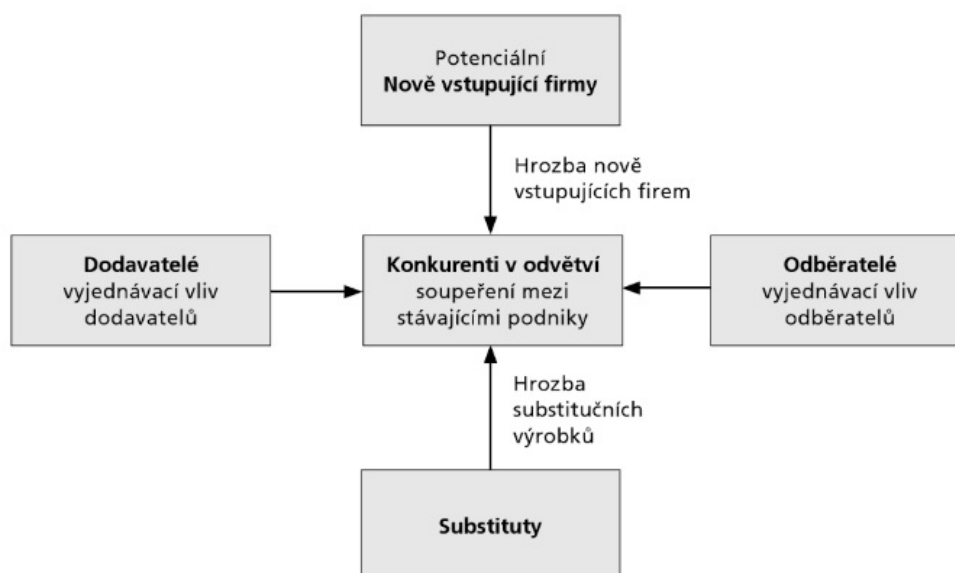 Potenciální
Nově vstupující firmy
Hrozba nově
vstupujících firem
Dodavatelé
vyjednávací vliv
dodavatelů
Konkurenti v odvětví
soupeření mezi
stávajícími podniky
Odběratelé
vyjednávací vliv
odběratelů
Hrozba
substitučních
výrobků
Substituty